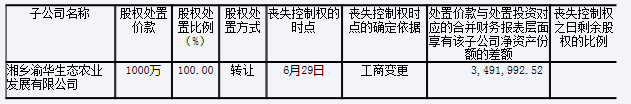 子公司名称
股权处置
价款
股权处
置比例
(%)
股权处
置方式
丧失控制权的
时点
丧失控制权时
点的确定依据
处置价款与处置投资对
应的合并财务报表层面
享有该子公司净资产份
额的差额
丧失控制权
之日剩余股
权的比例
湘乡渝华生态农业
发展有限公司
1000万
100.00
转让
6月29日
工商变更
3,491,992.52